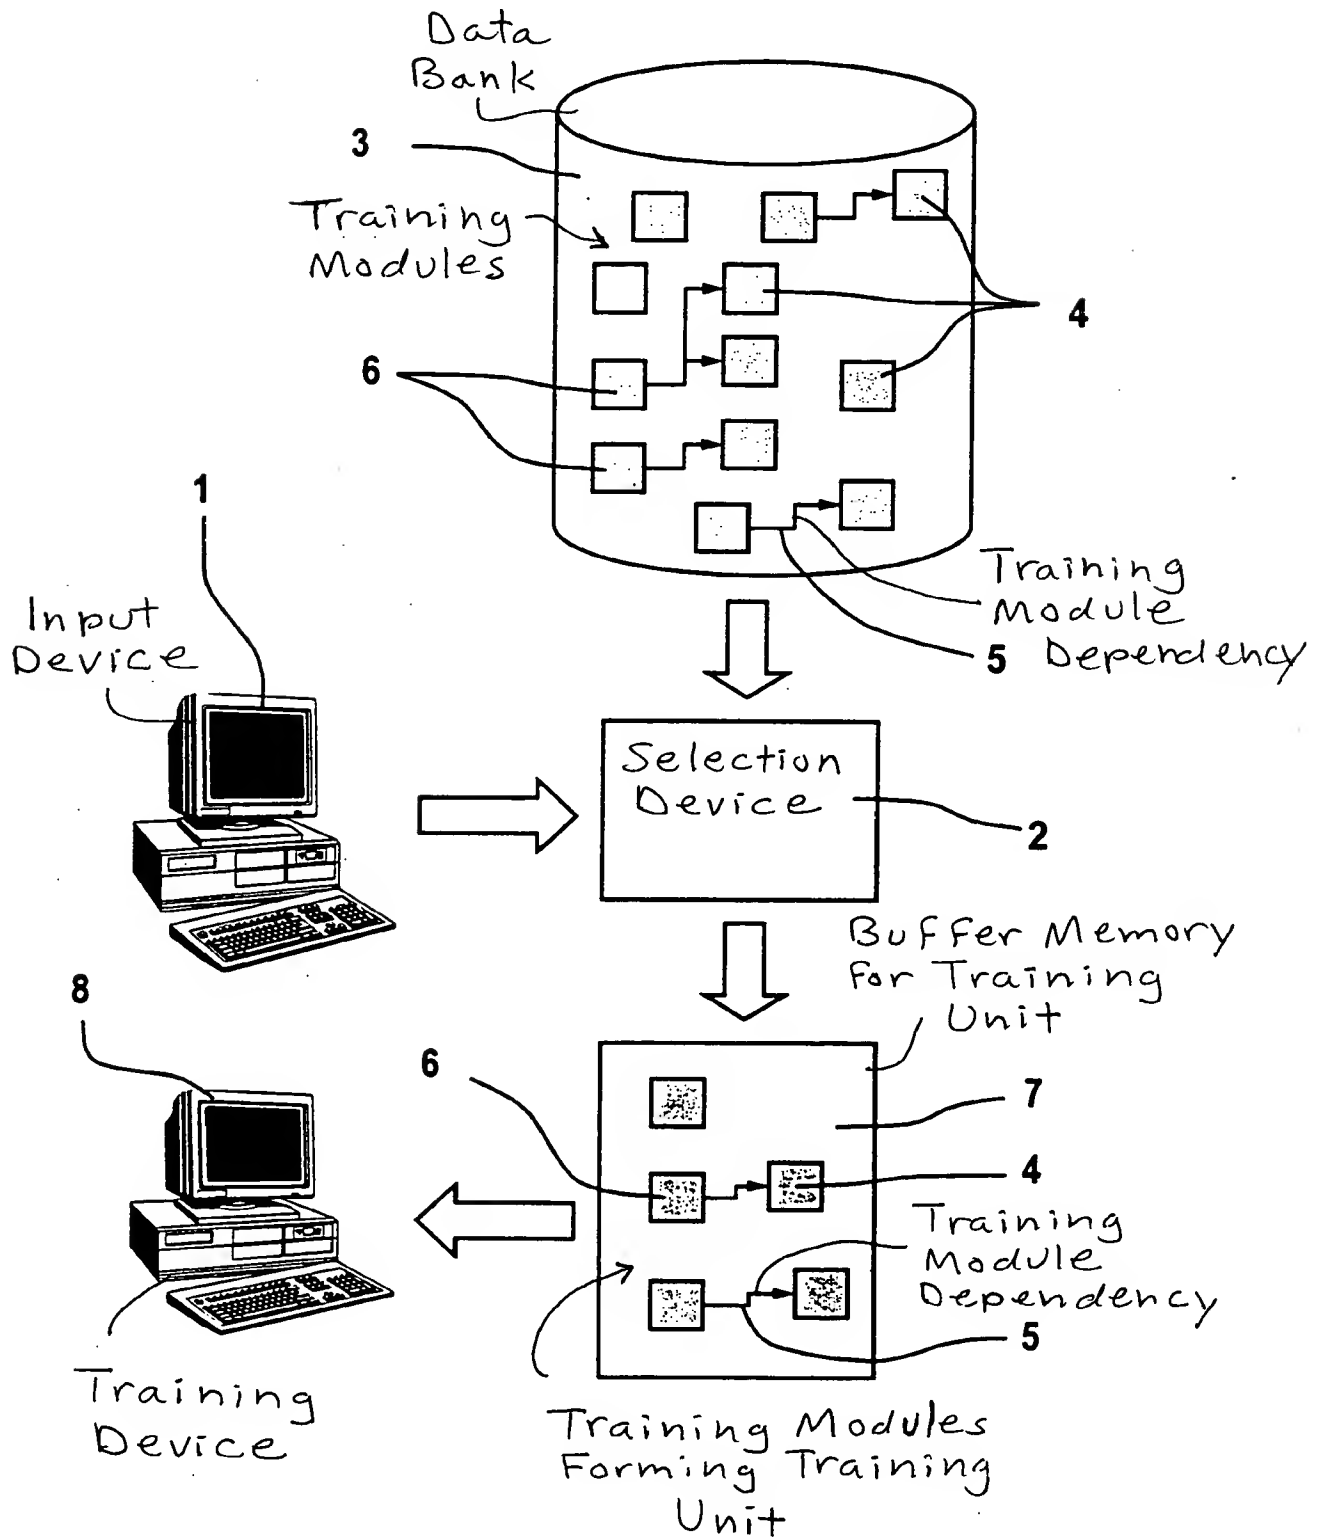 Data
Bank
3
Training
Modules
4
6
1
Training
Module
5 Dependency
Input
Device
Selection
Device
2
Buffer Memory
for Training
Unit
8
6
7
4
Training
Module
Dependency
5
Training
Device
Training Modules
Forming Training
Unit